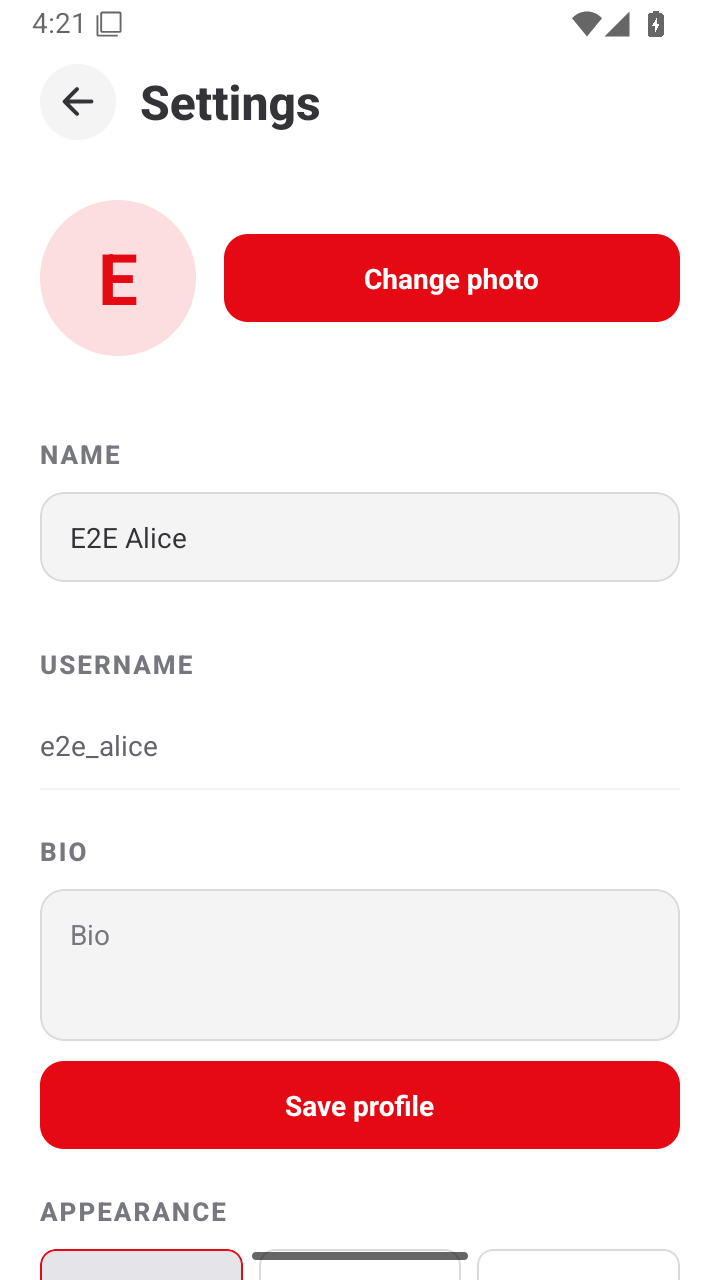 4:21
Settings
E
Change photo
NAME
E2E Alice
USERNAME
e2e_alice
BIO
Bio
Save profile
APPEARANCE